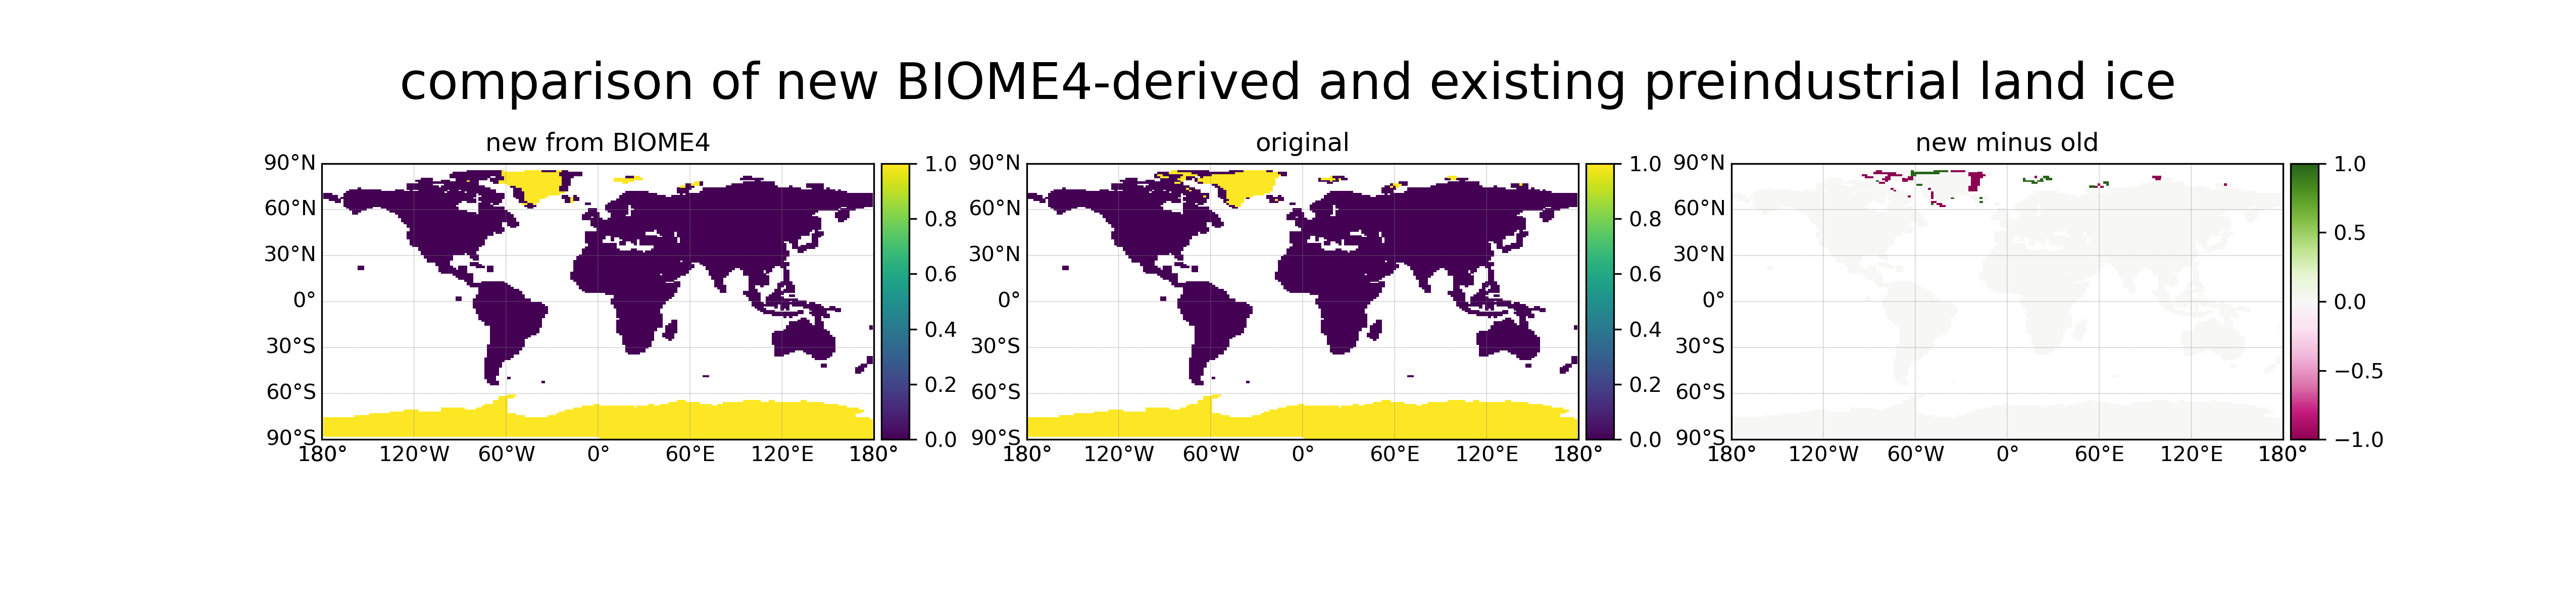 comparison of new BIOME4-derived and existing preindustrial land ice
new from BIOME4
90°N
60°N
30°N
0°
30°S
60°S
90°S
180° 120°W 60°W 0° 60°E 120°E 180°
1.0
0.8
0.6
0.4
0.2
0.0
original
90°N
60°N
30°N
0°
30°S
60°S
90°S
180° 120°W 60°W 0° 60°E 120°E 180°
1.0
0.8
0.6
0.4
0.2
0.0
new minus old
90°N
60°N
30°N
0°
30°S
60°S
90°S
180° 120°W 60°W 0° 60°E 120°E 180°
1.0
0.5
0.0
−0.5
−1.0